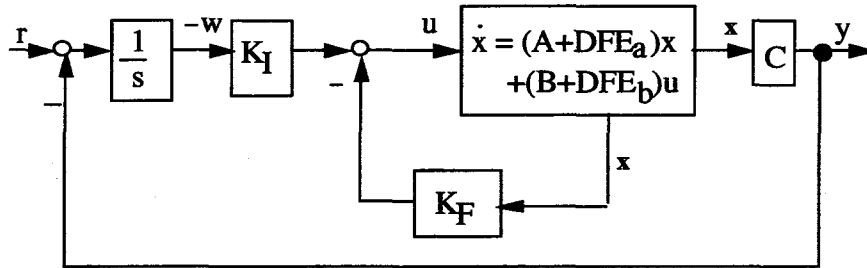 r
−
1
s
−w
K_I
−
u
ẋ = (A+DFE_a)x
+(B+DFE_b)u
x
C
y
x
K_F